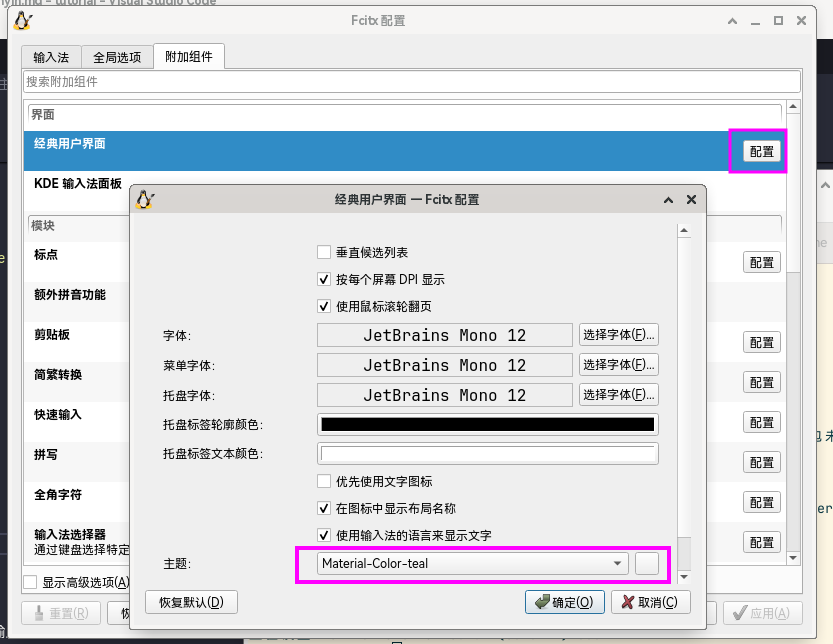 nyin.md - tutorial - Visual Studio Code
Fcitx 配置
输入法 全局选项 附加组件
搜索附加组件
界面
经典用户界面 配置
KDE 输入法面板
模块
标点 配置
额外拼音功能
剪贴板 配置
简繁转换 配置
快速输入 配置
拼写 配置
全角字符 配置
输入法选择器 配置
通过键盘选择特定
显示高级选项(A)
重置(R) 恢 应用(A)
经典用户界面 — Fcitx 配置
垂直候选列表
按每个屏幕 DPI 显示
使用鼠标滚轮翻页
字体: JetBrains Mono 12 选择字体(F)...
菜单字体: JetBrains Mono 12 选择字体(F)...
托盘字体: JetBrains Mono 12 选择字体(F)...
托盘标签轮廓颜色:
托盘标签文本颜色:
优先使用文字图标
在图标中显示布局名称
使用输入法的语言来显示文字
主题: Material-Color-teal
恢复默认(D) 确定(O) 取消(C)